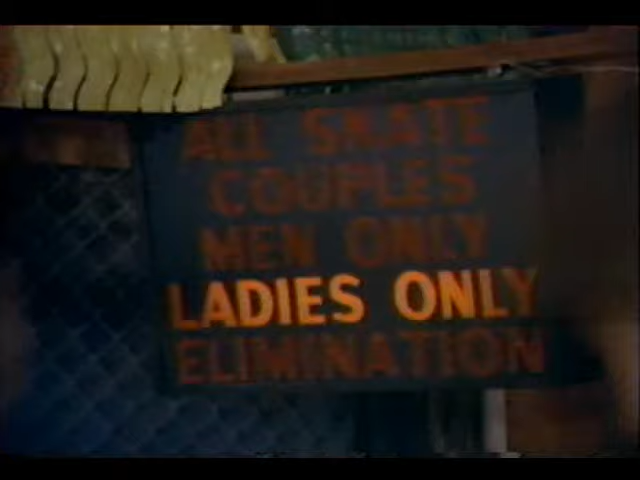 ALL SKATE
COUPLES
MEN ONLY
LADIES ONLY
ELIMINATION